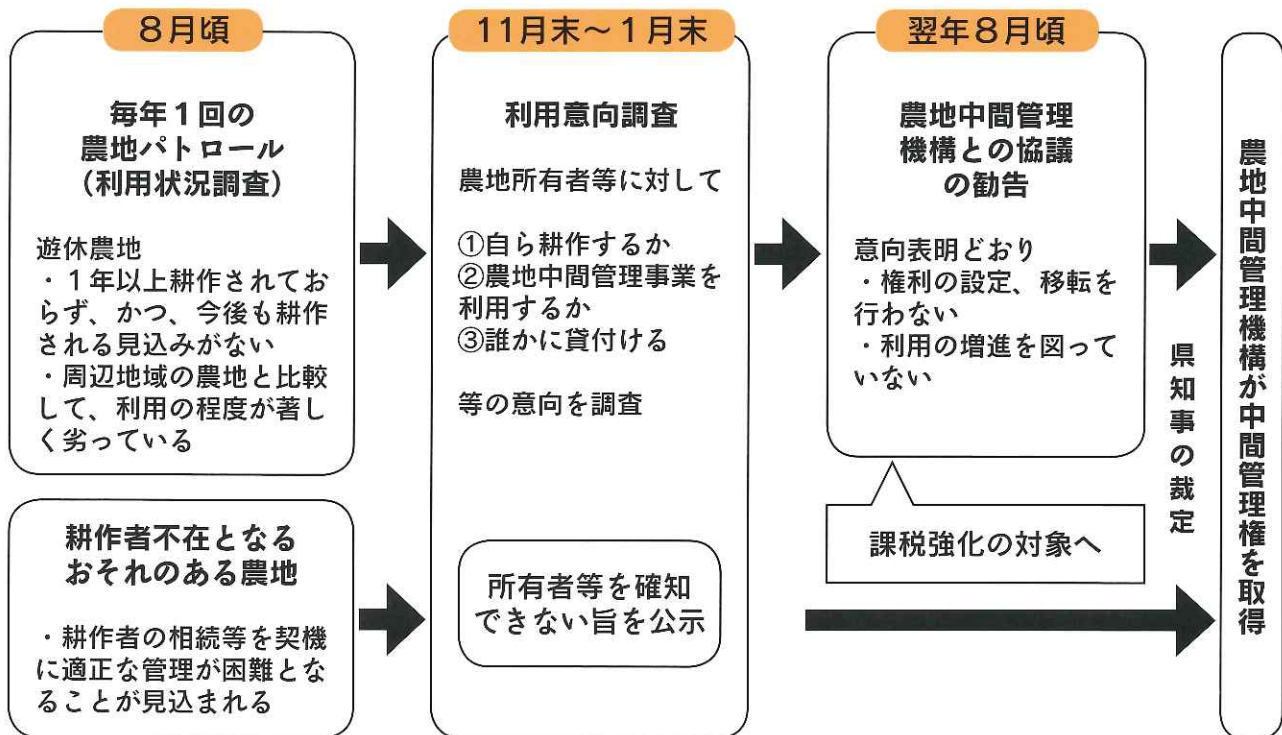 8月頃
毎年1回の
農地パトロール
（利用状況調査）
遊休農地
・1年以上耕作されてお
らず、かつ、今後も耕作
される見込みがない
・周辺地域の農地と比較
して、利用の程度が著し
く劣っている
耕作者不在となる
おそれのある農地
・耕作者の相続等を契機
に適正な管理が困難とな
ることが見込まれる
11月末～1月末
利用意向調査
農地所有者等に対して
①自ら耕作するか
②農地中間管理事業を
利用するか
③誰かに貸付ける
等の意向を調査
所有者等を確知
できない旨を公示
翌年8月頃
農地中間管理
機構との協議
の勧告
意向表明どおり
・権利の設定、移転を
行わない
・利用の増進を図って
いない
課税強化の対象へ
県知事の裁定
農地中間管理機構が中間管理権を取得